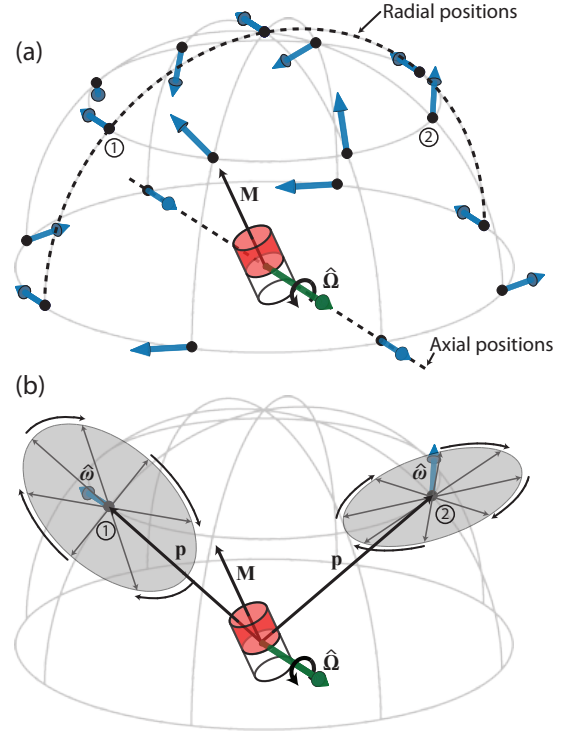 Radial positions
(a)
①
②
M
Ω̂
Axial positions
(b)
ω̂
①
ω̂
②
p
p
M
Ω̂